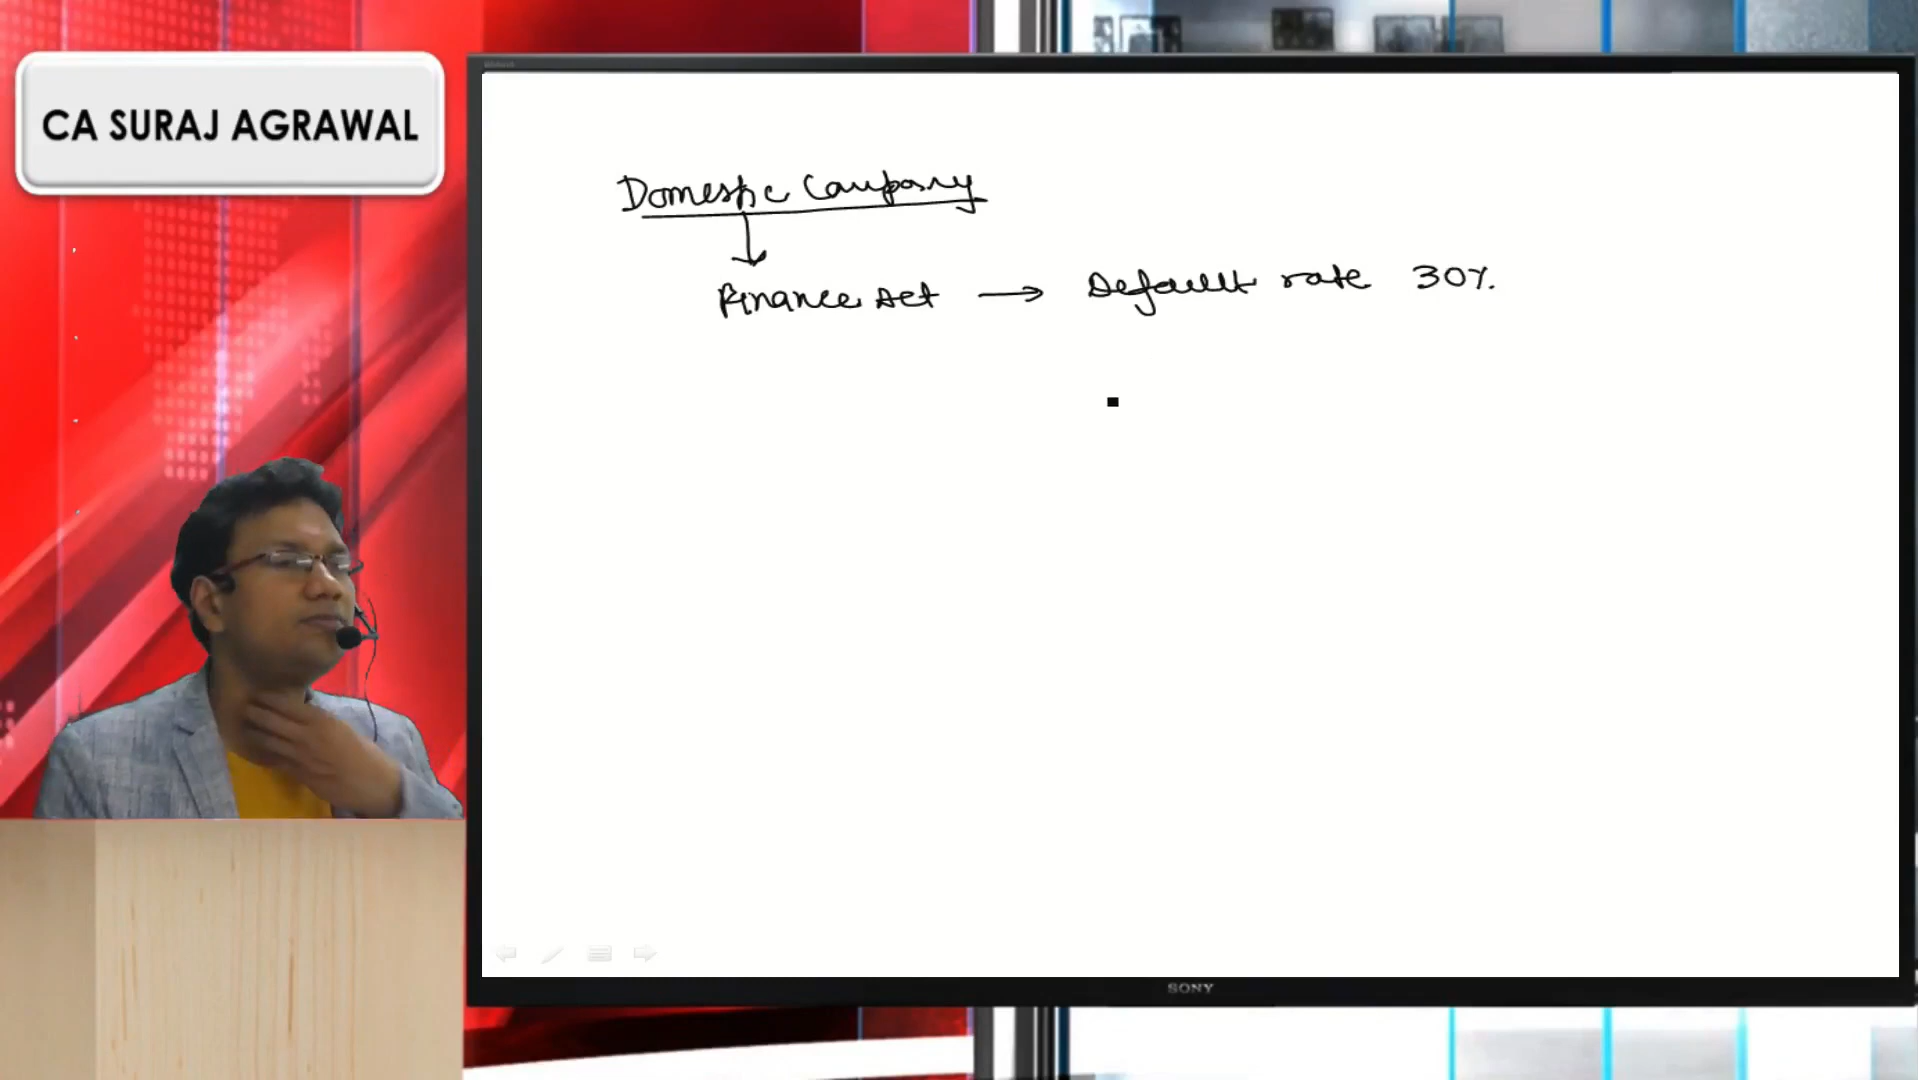 CA SURAJ AGRAWAL
Domestic Company
Finance Act → Default rate 30%.
SONY